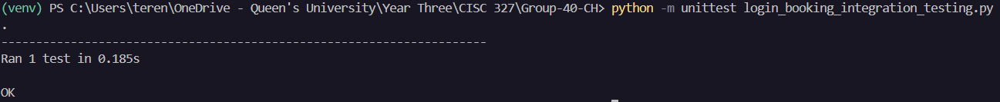 (venv) PS C:\Users\teren\OneDrive - Queen's University\Year Three\CISC 327\Group-40-CH> python -m unittest login_booking_integration_testing.py
.
----------------------------------------------------------------------
Ran 1 test in 0.185s
OK